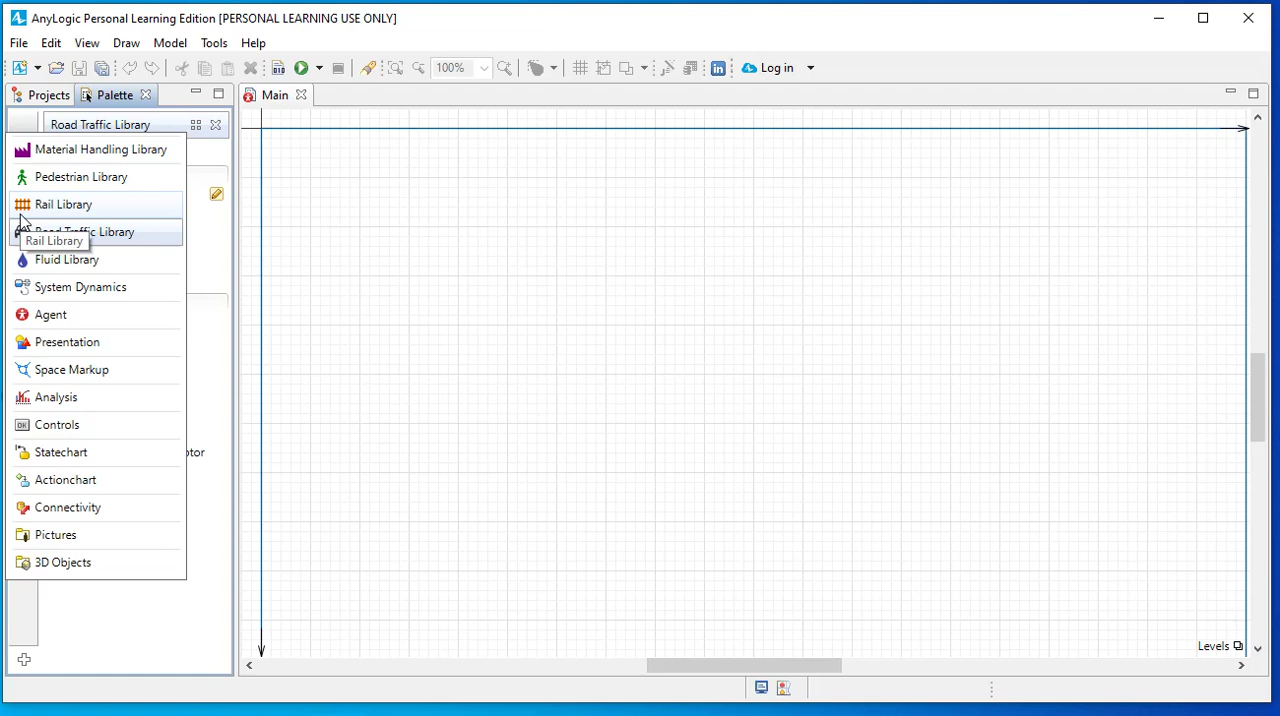 AnyLogic Personal Learning Edition [PERSONAL LEARNING USE ONLY]
File Edit View Draw Model Tools Help
100% Log in
Projects Palette Main
Road Traffic Library
Material Handling Library
Pedestrian Library
Rail Library
Road Traffic Library
Rail Library
Fluid Library
System Dynamics
Agent
Presentation
Space Markup
Analysis
Controls
Statechart
Actionchart
Connectivity
Pictures
3D Objects
Levels